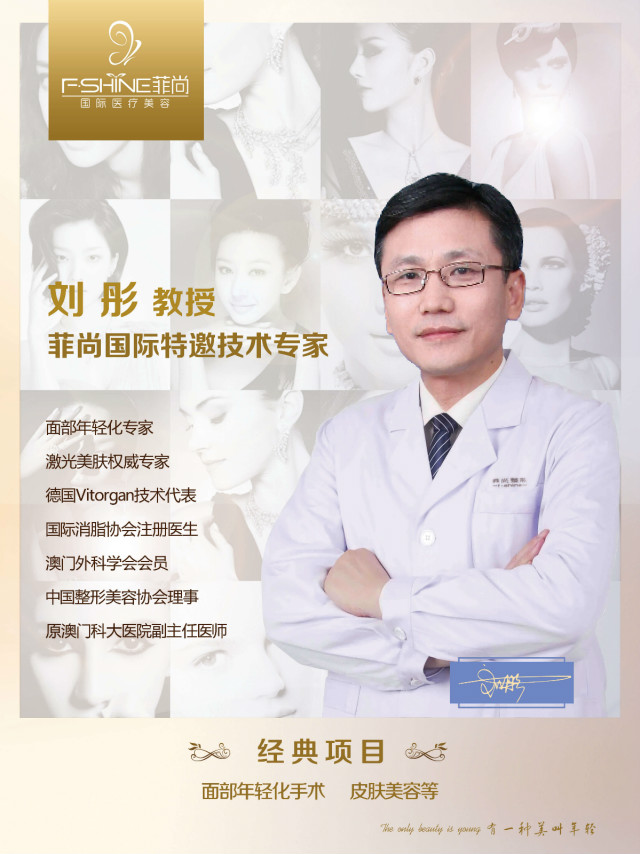 F·SHINE菲尚
国际医疗美容
刘彤 教授
菲尚国际特邀技术专家
面部年轻化专家
激光美肤权威专家
德国Vitorgan技术代表
国际消脂协会注册医生
澳门外科学会会员
中国整形美容协会理事
原澳门科大医院副主任医师
经典项目
面部年轻化手术 皮肤美容等
The only beauty is young 有一种美叫年轻